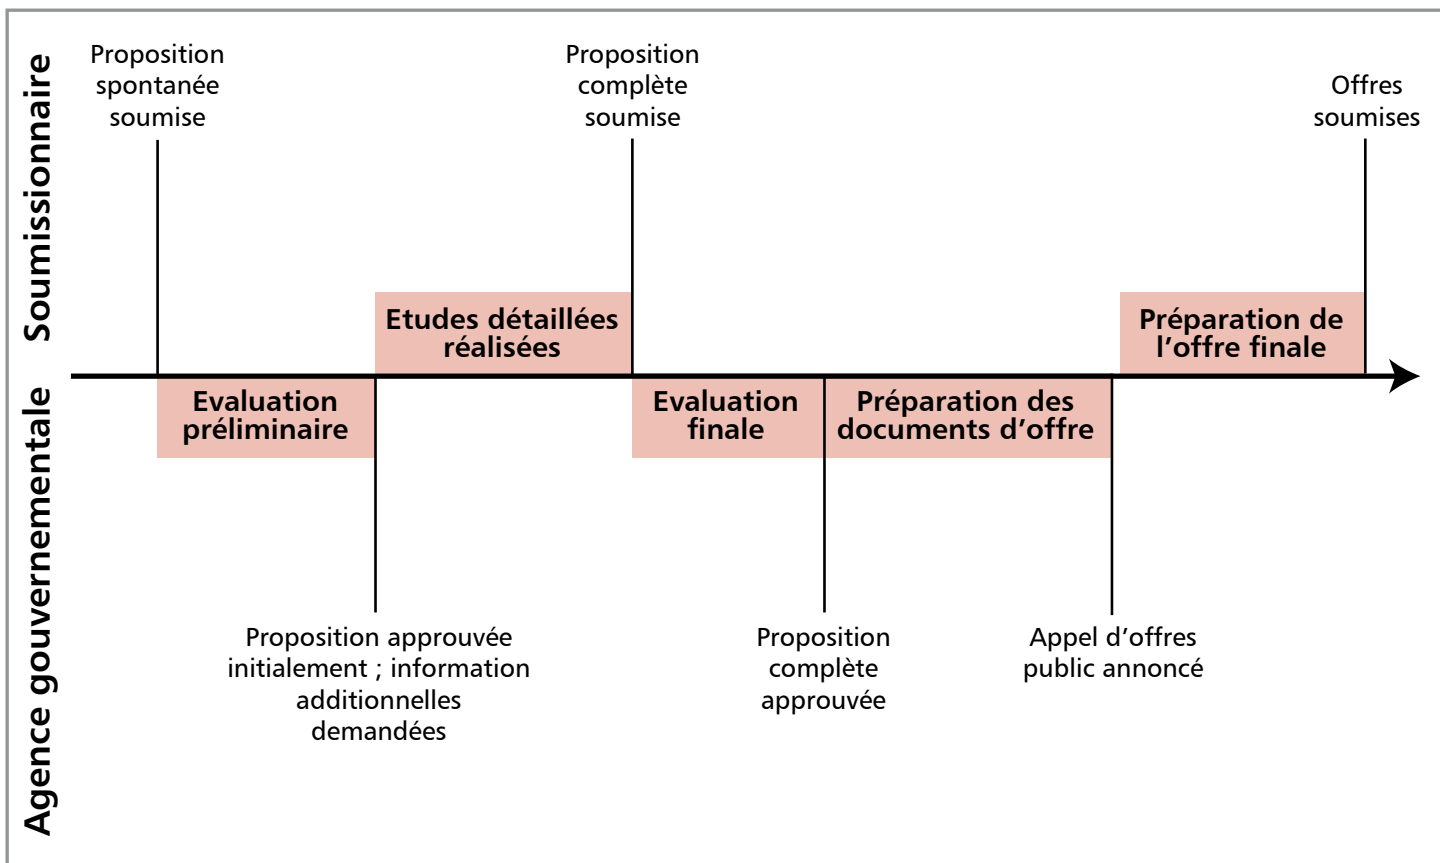 Soumissionnaire
Proposition
spontanée
soumise
Proposition
complète
soumise
Offres
soumises
Etudes détaillées
réalisées
Préparation de
l’offre finale
Agence gouvernementale
Evaluation
préliminaire
Evaluation
finale
Préparation des
documents d’offre
Proposition approuvée
initialement ; information
additionnelles
demandées
Proposition
complète
approuvée
Appel d’offres
public annoncé